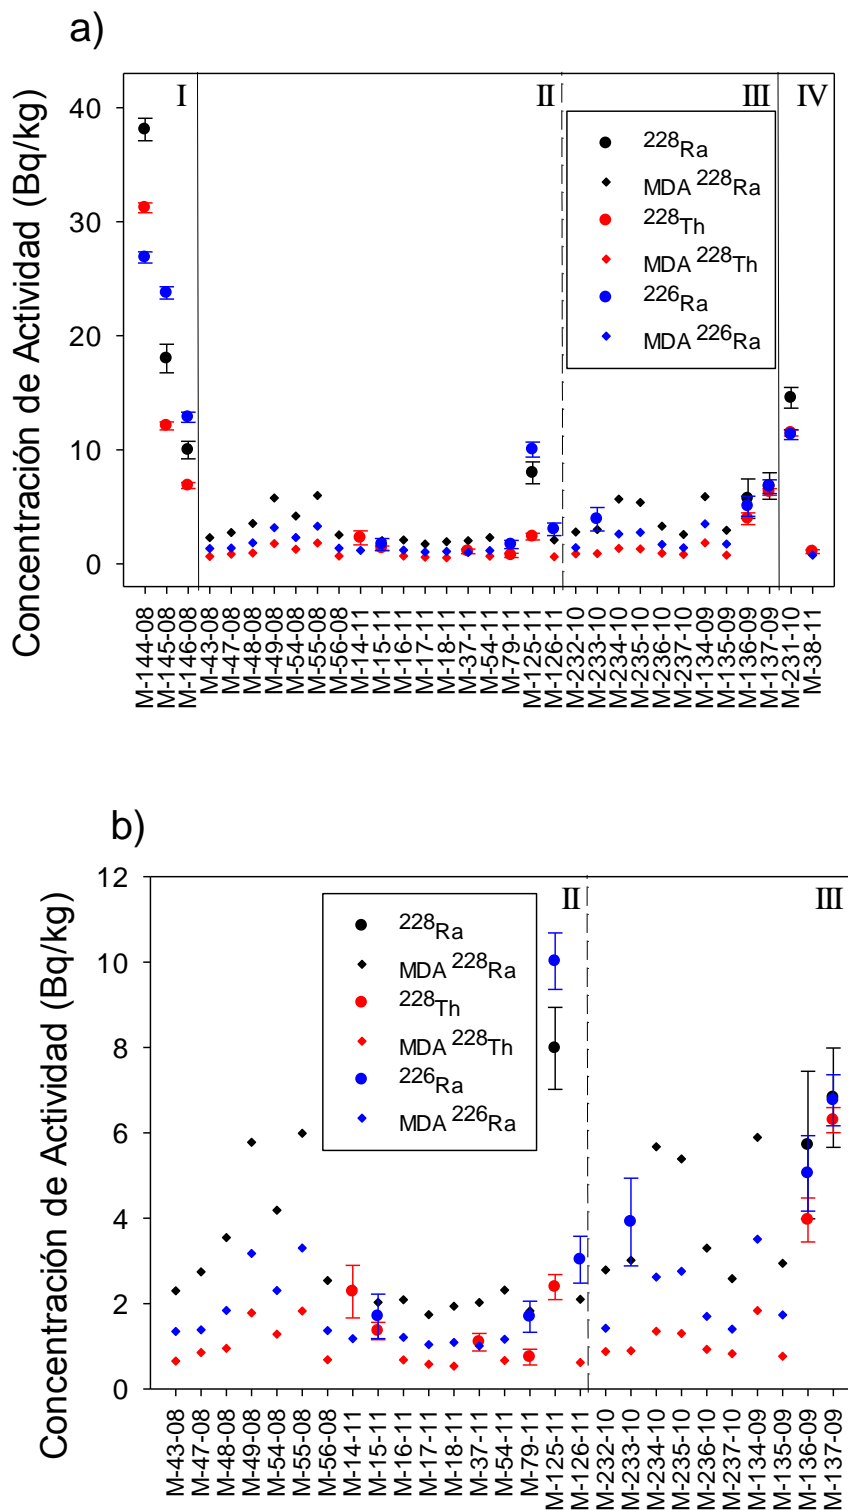 a)
Concentración de Actividad (Bq/kg)
40
30
20
10
0
I
II
III
IV
228Ra
MDA 228Ra
228Th
MDA 228Th
226Ra
MDA 226Ra
M-144-08
M-145-08
M-146-08
M-43-08
M-47-08
M-48-08
M-49-08
M-54-08
M-55-08
M-56-08
M-14-11
M-15-11
M-16-11
M-17-11
M-18-11
M-37-11
M-54-11
M-79-11
M-125-11
M-126-11
M-232-10
M-233-10
M-234-10
M-235-10
M-236-10
M-237-10
M-134-09
M-135-09
M-136-09
M-137-09
M-231-10
M-38-11
b)
Concentración de Actividad (Bq/kg)
12
10
8
6
4
2
0
II
III
228Ra
MDA 228Ra
228Th
MDA 228Th
226Ra
MDA 226Ra
M-43-08
M-47-08
M-48-08
M-49-08
M-54-08
M-55-08
M-56-08
M-14-11
M-15-11
M-16-11
M-17-11
M-18-11
M-37-11
M-54-11
M-79-11
M-125-11
M-126-11
M-232-10
M-233-10
M-234-10
M-235-10
M-236-10
M-237-10
M-134-09
M-135-09
M-136-09
M-137-09